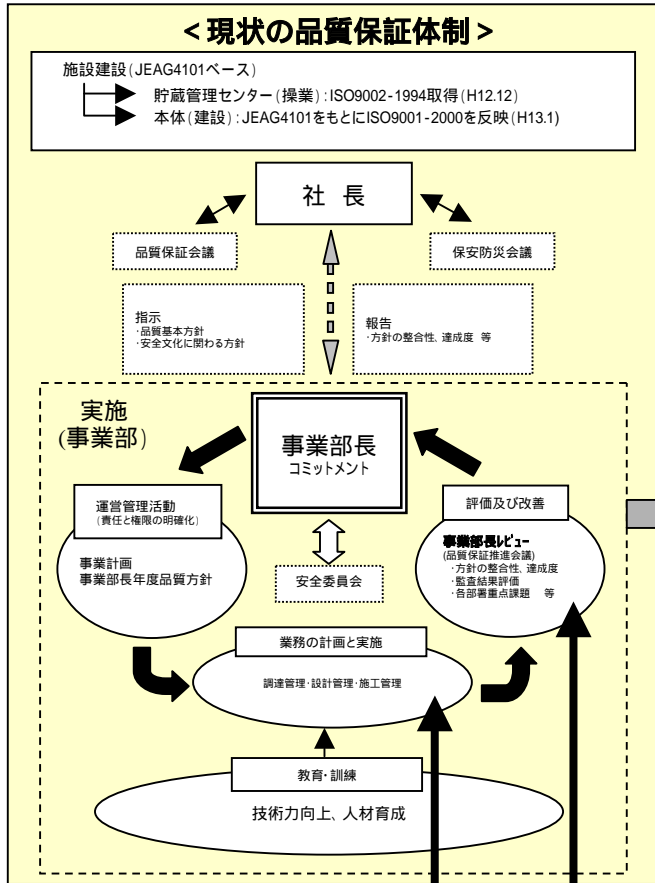 <現状の品質保証体制>
施設建設(JEAG4101ベース)
貯蔵管理センター(操業):ISO9002-1994取得(H12.12)
本体(建設):JEAG4101をもとにISO9001-2000を反映(H13.1)
社 長
品質保証会議
保安防災会議
指示
・品質基本方針
・安全文化に関わる方針
報告
・方針の整合性、達成度 等
実施
(事業部)
事業部長
コミットメント
運営管理活動
(責任と権限の明確化)
事業計画
事業部長年度品質方針
評価及び改善
事業部長レビュー
(品質保証推進会議)
・方針の整合性、達成度
・監査結果評価
・各部署重点課題 等
安全委員会
業務の計画と実施
調達管理・設計管理・施工管理
教育・訓練
技術力向上、人材育成